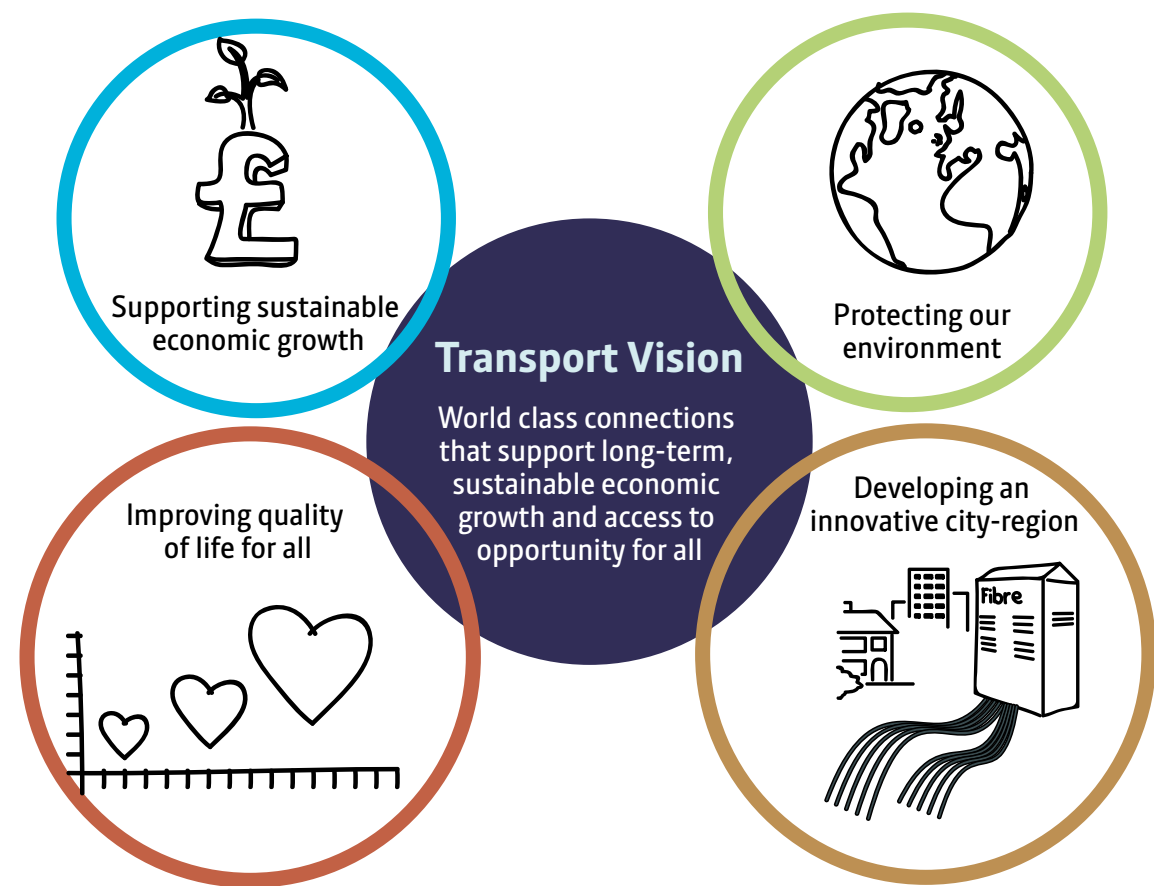 Supporting sustainable
economic growth
Protecting our
environment
Transport Vision
World class connections
that support long-term,
sustainable economic
growth and access to
opportunity for all
Improving quality
of life for all
Developing an
innovative city-region
Fibre